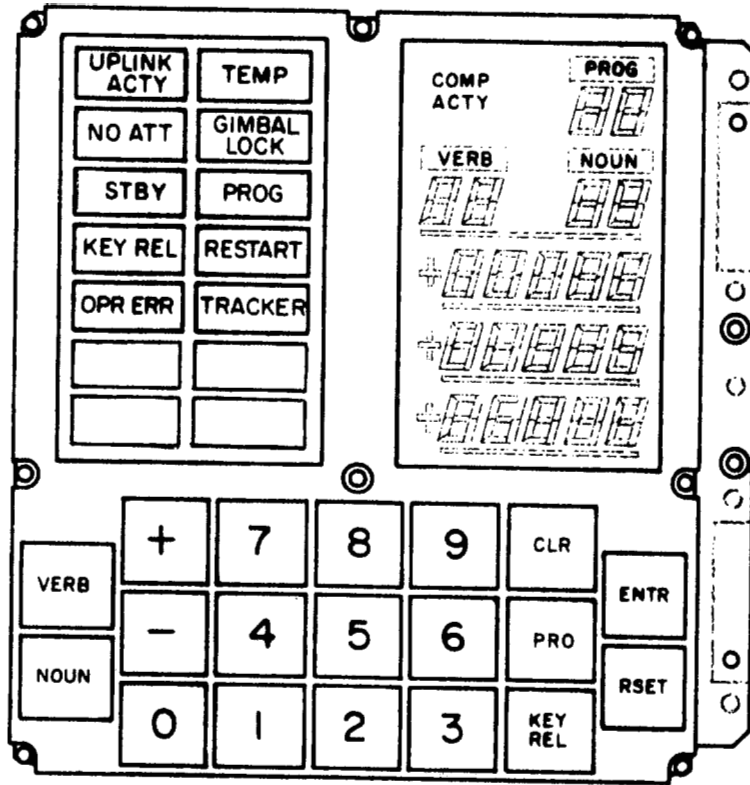 UPLINK
ACTY
TEMP
NO ATT
GIMBAL
LOCK
STBY
PROG
KEY REL
RESTART
OPR ERR
TRACKER
COMP
ACTY
PROG
VERB
NOUN
+
+
+
VERB
NOUN
+ 7 8 9
- 4 5 6
0 1 2 3
CLR
PRO
KEY
REL
ENTR
RSET